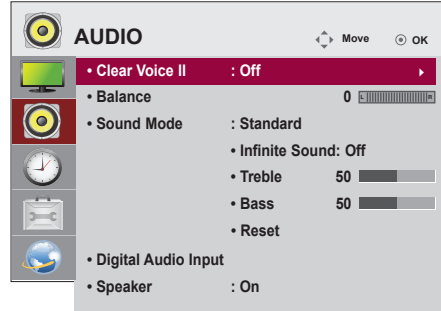 AUDIO Move OK
• Clear Voice II : Off
• Balance 0 L R
• Sound Mode : Standard
• Infinite Sound: Off
• Treble 50
• Bass 50
• Reset
• Digital Audio Input
• Speaker : On